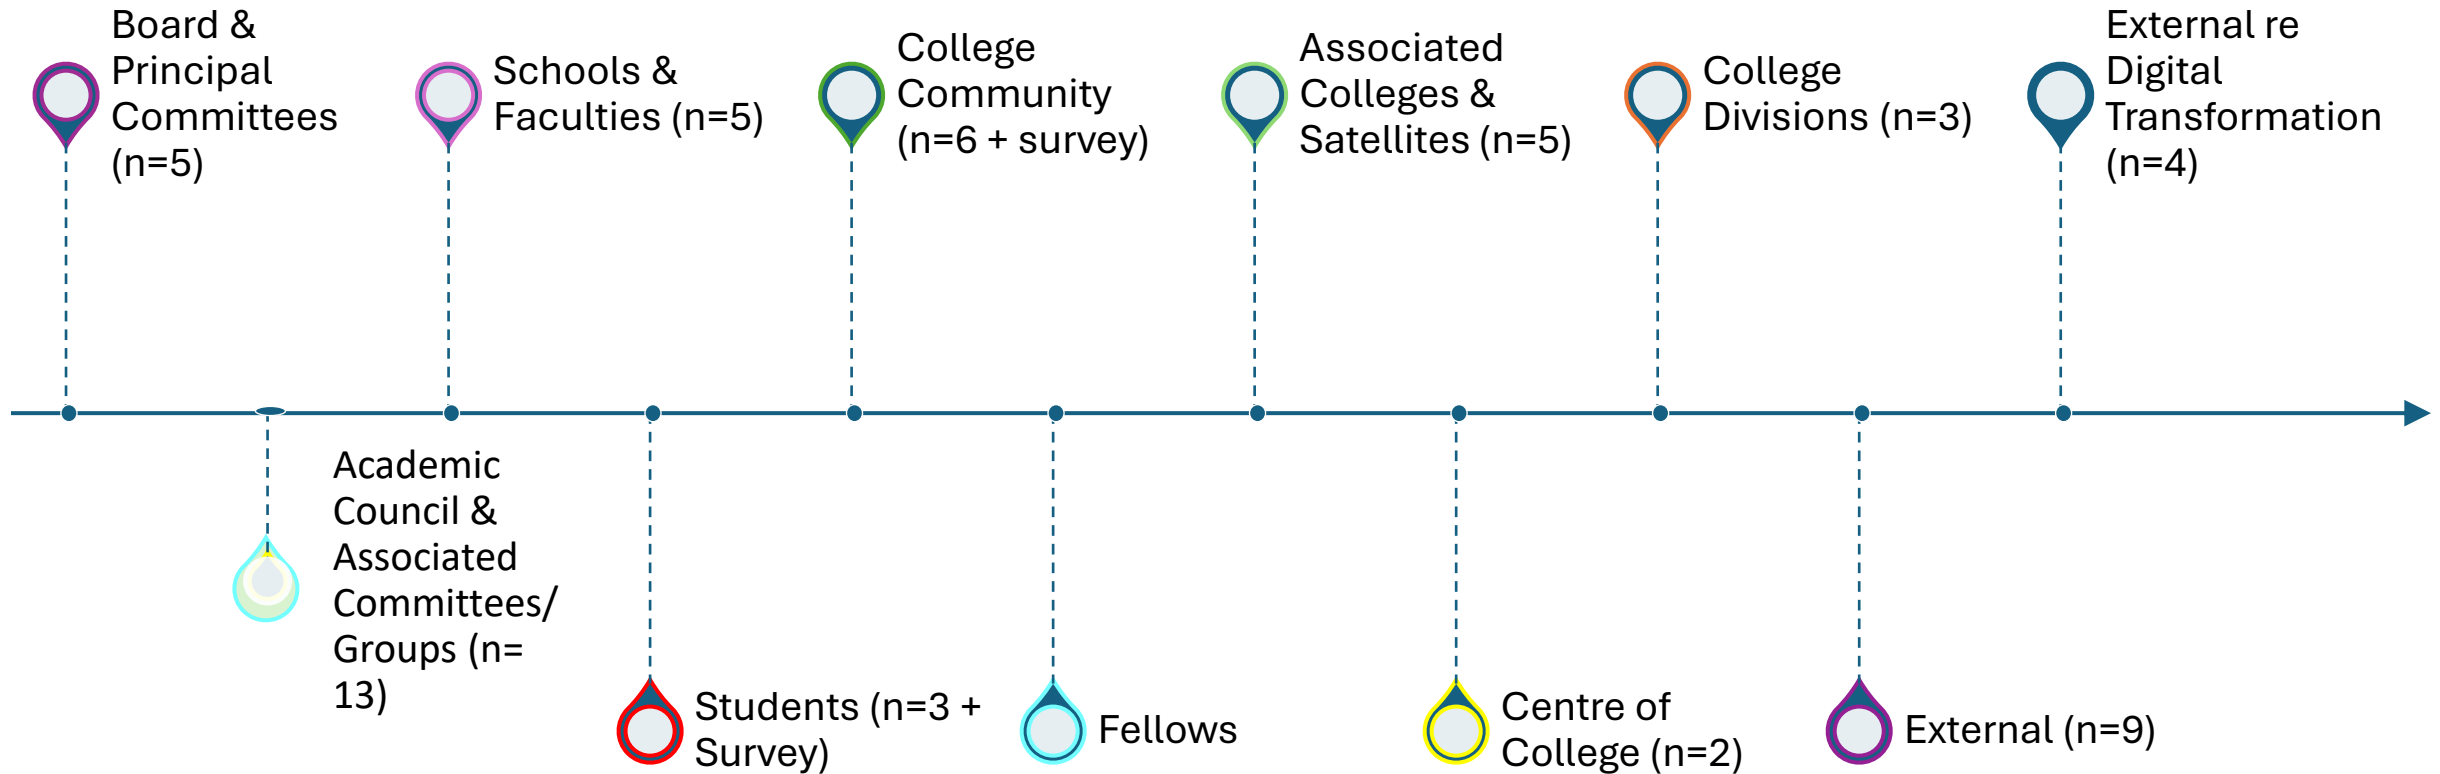 Board &
Principal
Committees
(n=5)
Schools &
Faculties (n=5)
College
Community
(n=6 + survey)
Associated
Colleges &
Satellites (n=5)
College
Divisions (n=3)
External re
Digital
Transformation
(n=4)
Academic
Council &
Associated
Committees/
Groups (n=
13)
Students (n=3 +
Survey)
Fellows
Centre of
College (n=2)
External (n=9)